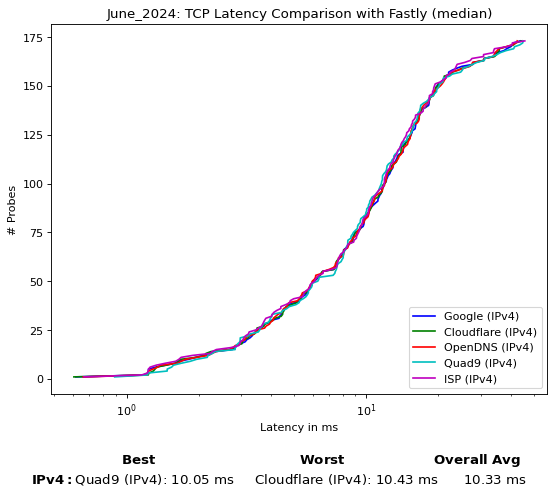 June_2024: TCP Latency Comparison with Fastly (median)
175
150
125
100
75
50
25
0
# Probes
10⁰ 10¹
Latency in ms
Google (IPv4)
Cloudflare (IPv4)
OpenDNS (IPv4)
Quad9 (IPv4)
ISP (IPv4)
Best Worst Overall Avg
IPv4: Quad9 (IPv4): 10.05 ms Cloudflare (IPv4): 10.43 ms 10.33 ms